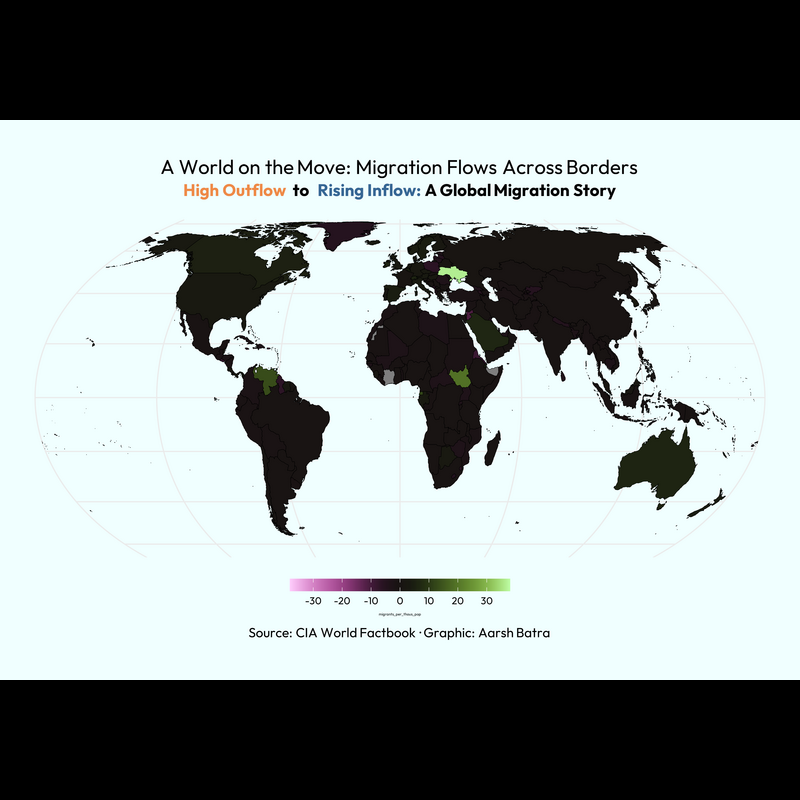 A World on the Move: Migration Flows Across Borders
High Outflow to Rising Inflow: A Global Migration Story
-30 -20 -10 0 10 20 30
migrants_per_thous_pop
Source: CIA World Factbook · Graphic: Aarsh Batra